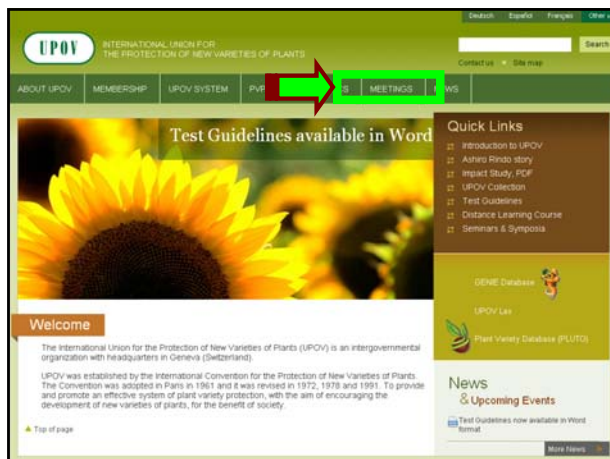 Deutsch Español Français Other
UPOV
INTERNATIONAL UNION FOR
THE PROTECTION OF NEW VARIETIES OF PLANTS
Search
Contact us Site map
ABOUT UPOV MEMBERSHIP UPOV SYSTEM MEETINGS
Test Guidelines available in Word
Quick Links
Introduction to UPOV
Ashiro Rindo story
Impact Study, PDF
UPOV Collection
Test Guidelines
Distance Learning Course
Seminars & Symposia
GENIE Database
UPOV Lex
Plant Variety Database (PLUTO)
Welcome
The International Union for the Protection of New Varieties of Plants (UPOV) is an intergovernmental
organization with headquarters in Geneva (Switzerland).
UPOV was established by the International Convention for the Protection of New Varieties of Plants.
The Convention was adopted in Paris in 1961 and it was revised in 1972, 1978 and 1991. To provide
and promote an effective system of plant variety protection, with the aim of encouraging the
development of new varieties of plants, for the benefit of society.
Top of page
News
& Upcoming Events
Test Guidelines now available in Word
format
More News